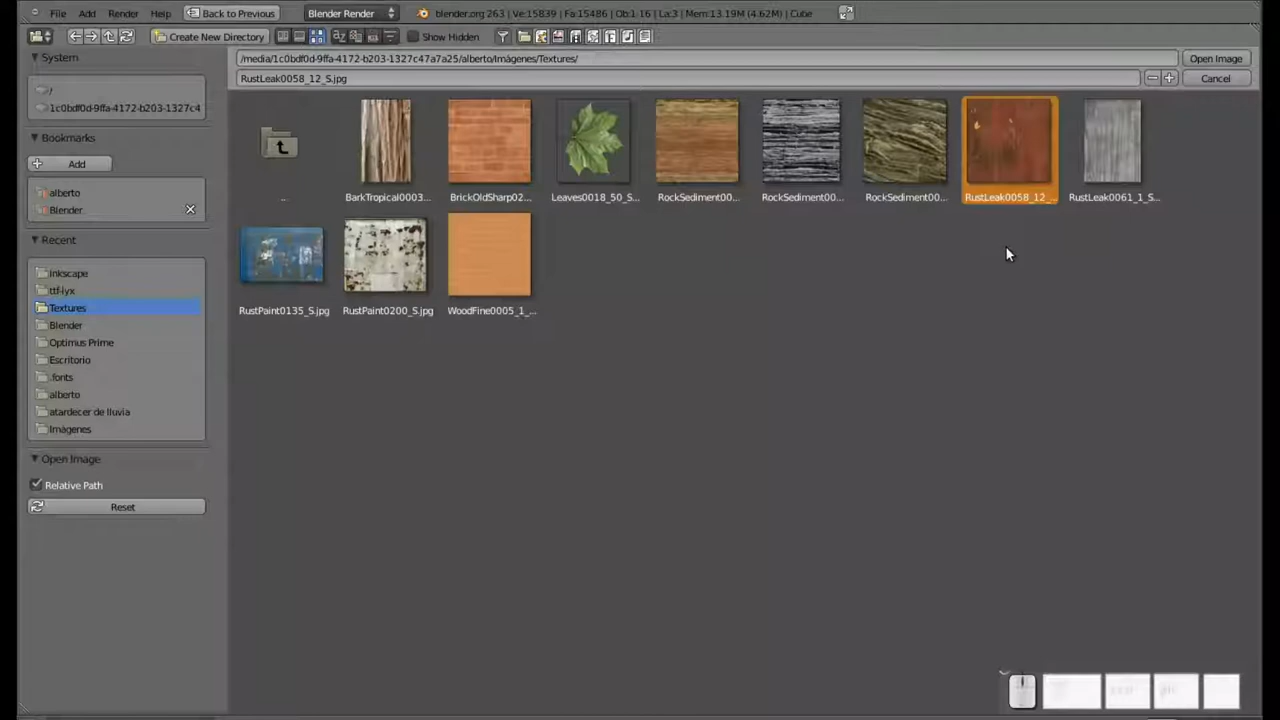 File Add Render Help Back to Previous Blender Render blender.org 263 | Ve:15839 | Fa:15486 | Ob:1-16 | La:3 | Mem:13.19M (4.62M) | Cube
Create New Directory Show Hidden
System
/
1c0bdf0d-9ffa-4172-b203-1327c4
Bookmarks
Add
alberto
Blender
Recent
Inkscape
ttf-lyx
Textures
Blender
Optimus Prime
Escritorio
.fonts
alberto
atardecer de lluvia
Imágenes
Open Image
Relative Path
Reset
/media/1c0bdf0d-9ffa-4172-b203-1327c47a7a25/alberto/Imágenes/Textures/ Open Image
RustLeak0058_12_S.jpg Cancel
.. BarkTropical0003... BrickOldSharp02... Leaves0018_50_S... RockSediment00... RockSediment00... RockSediment00... RustLeak0058_12_... RustLeak0061_1_S...
RustPaint0135_S.jpg RustPaint0200_S.jpg WoodFine0005_1_...